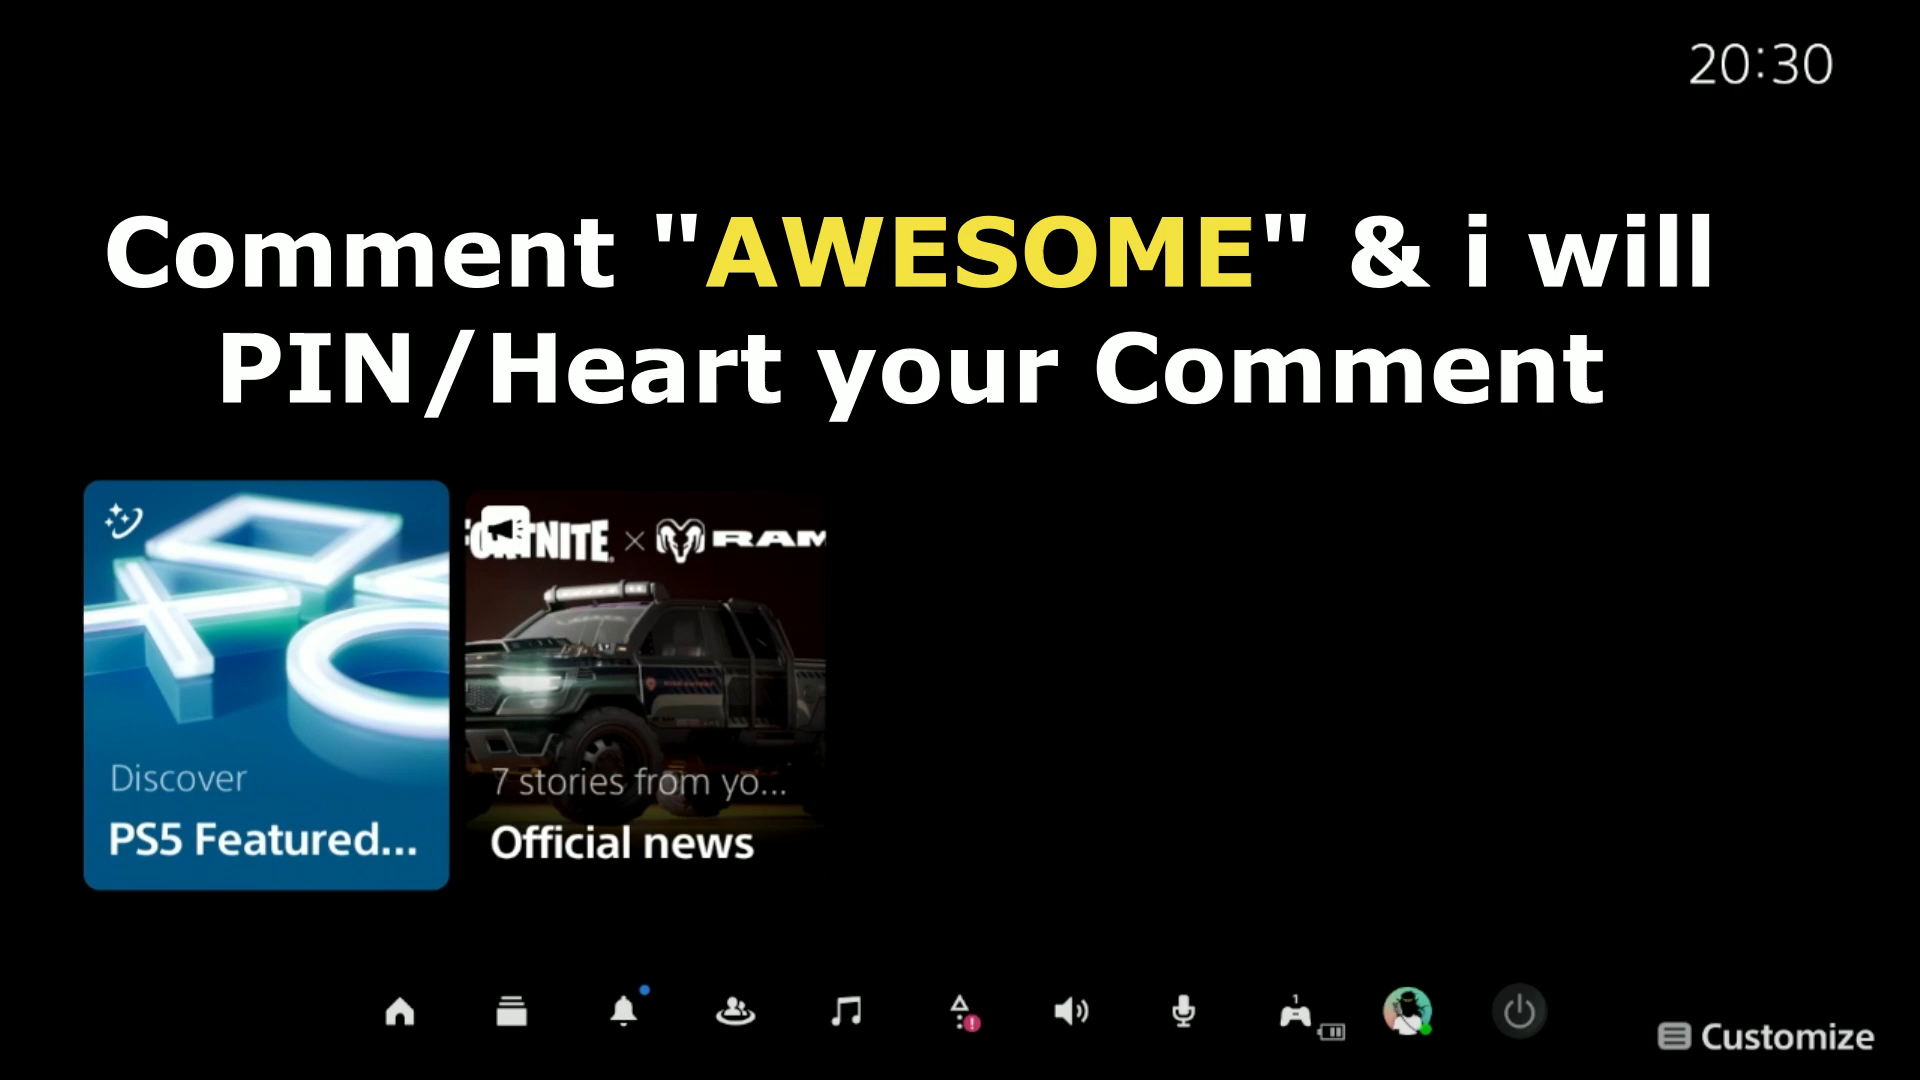 20:30
Comment "AWESOME" & i will
PIN/Heart your Comment
FORTNITE × RAM
Discover
PS5 Featured...
7 stories from yo...
Official news
1
Customize